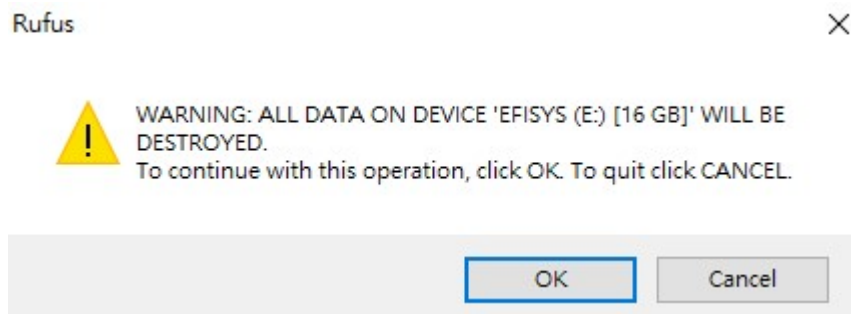 Rufus
WARNING: ALL DATA ON DEVICE 'EFISYS (E:) [16 GB]' WILL BE
DESTROYED.
To continue with this operation, click OK. To quit click CANCEL.
OK
Cancel